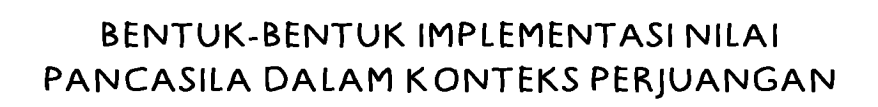 BENTUK-BENTUK IMPLEMENTASI NILAI
PANCASILA DALAM KONTEKS PERJUANGAN